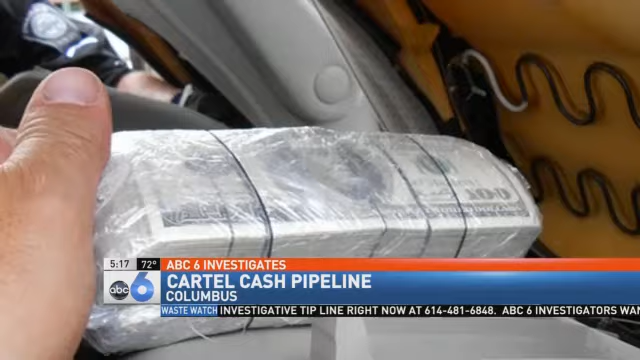 100
5:17 72°
abc 6
ABC 6 INVESTIGATES
CARTEL CASH PIPELINE
COLUMBUS
WASTE WATCH INVESTIGATIVE TIP LINE RIGHT NOW AT 614-481-6848. ABC 6 INVESTIGATORS WAN